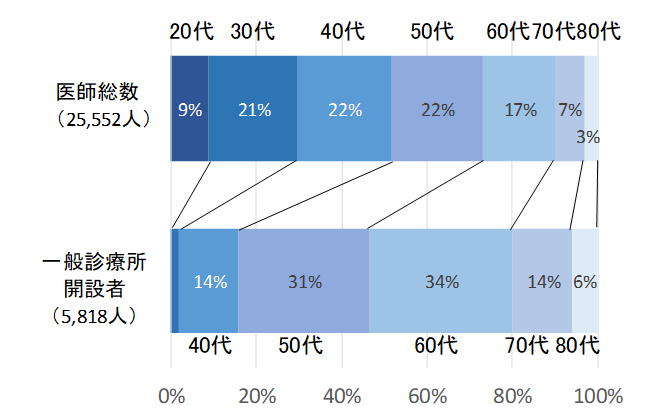 20代 30代 40代 50代 60代 70代 80代
医師総数
（25,552人）
9% 21% 22% 22% 17% 7% 3%
一般診療所
開設者
（5,818人）
14% 31% 34% 14% 6%
40代 50代 60代 70代 80代
0% 20% 40% 60% 80% 100%